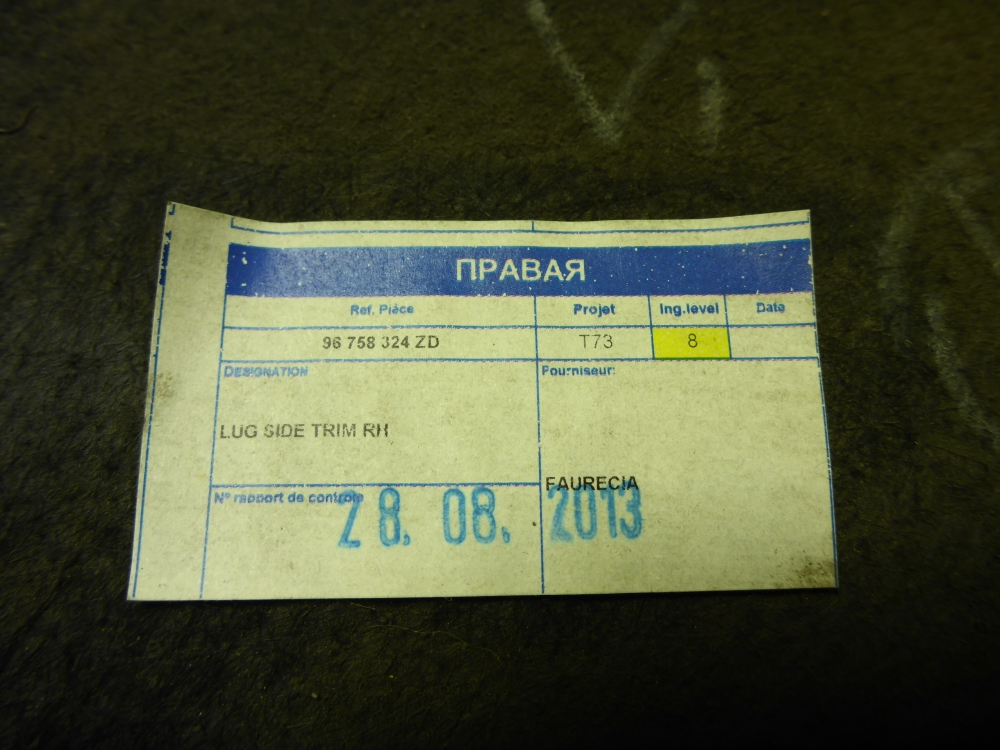 ПРАВАЯ
Ref. Pièce Projet Ing.level Date
96 758 324 ZD T73 8
DESIGNATION Fournisseur:
LUG SIDE TRIM RH
FAURECIA
N° rapport de controle
28. 08. 2013